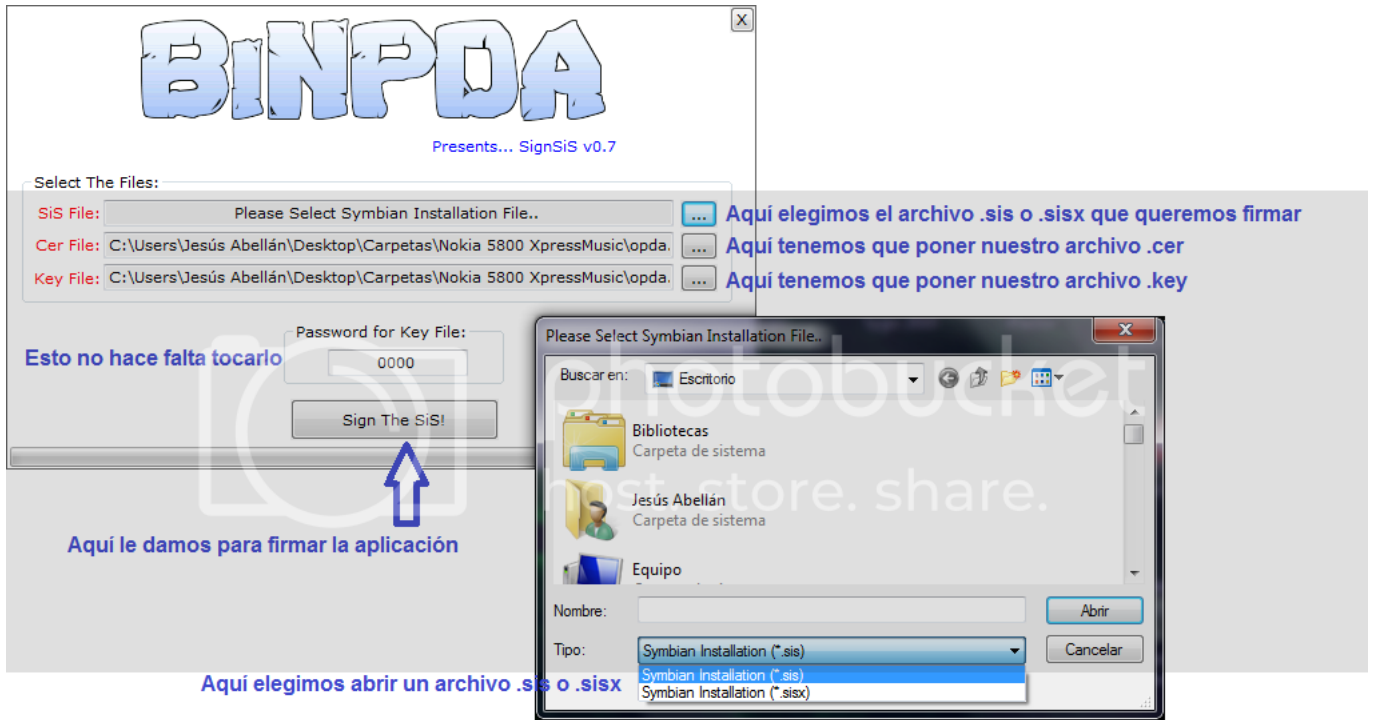 X
BiNPDA
Presents... SignSiS v0.7
Select The Files:
SiS File: Please Select Symbian Installation File.. ... Aquí elegimos el archivo .sis o .sisx que queremos firmar
Cer File: C:\Users\Jesús Abellán\Desktop\Carpetas\Nokia 5800 XpressMusic\opda. ... Aquí tenemos que poner nuestro archivo .cer
Key File: C:\Users\Jesús Abellán\Desktop\Carpetas\Nokia 5800 XpressMusic\opda. ... Aquí tenemos que poner nuestro archivo .key
Password for Key File:
Esto no hace falta tocarlo 0000
Sign The SiS!
Aquí le damos para firmar la aplicación
Please Select Symbian Installation File..
Buscar en: Escritorio
photobucket
Bibliotecas
Carpeta de sistema
host. store. share.
Jesús Abellán
Carpeta de sistema
Equipo
Nombre: Abrir
Tipo: Symbian Installation (*.sis) Cancelar
Symbian Installation (*.sis)
Symbian Installation (*.sisx)
Aquí elegimos abrir un archivo .sis o .sisx